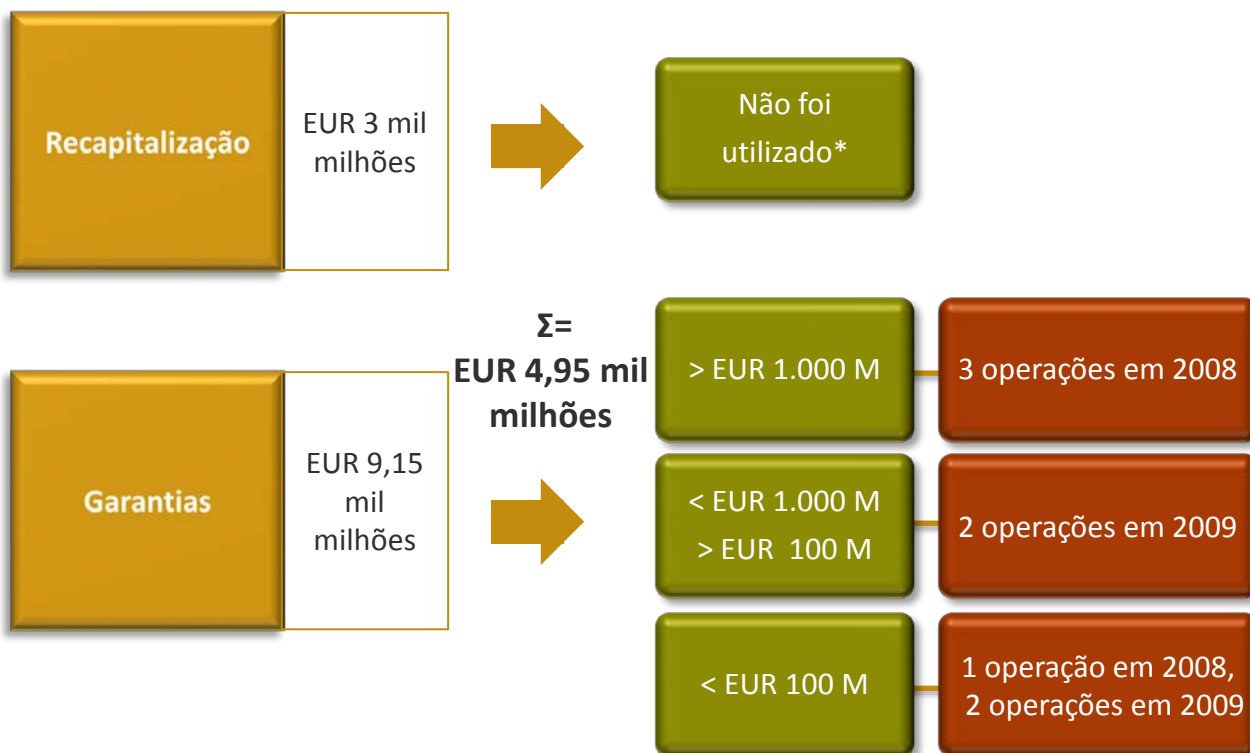 Recapitalização
EUR 3 mil
milhões
Não foi
utilizado*
Garantias
EUR 9,15
mil
milhões
Σ=
EUR 4,95 mil
milhões
> EUR 1.000 M
3 operações em 2008
< EUR 1.000 M
> EUR 100 M
2 operações em 2009
< EUR 100 M
1 operação em 2008,
2 operações em 2009